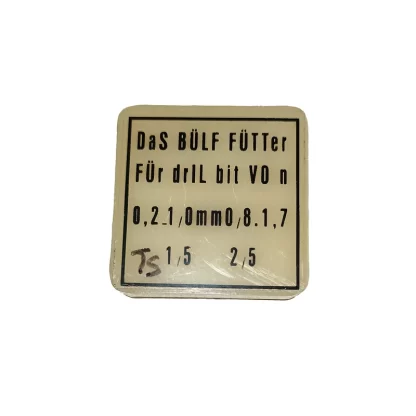 DaS BÜLF FÜTTer
FÜr drIL bit VO n
0,2-1/0mm0/8.1,7
TS 1/5 2/5